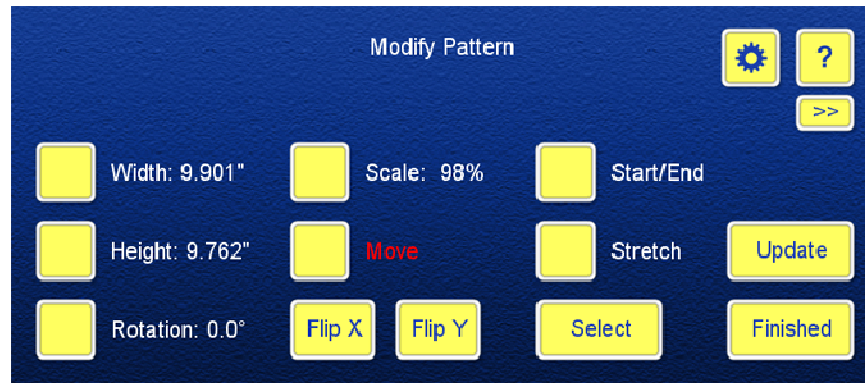 Modify Pattern
?
>>
Width: 9.901" Scale: 98% Start/End
Height: 9.762" Move Stretch Update
Rotation: 0.0° Flip X Flip Y Select Finished